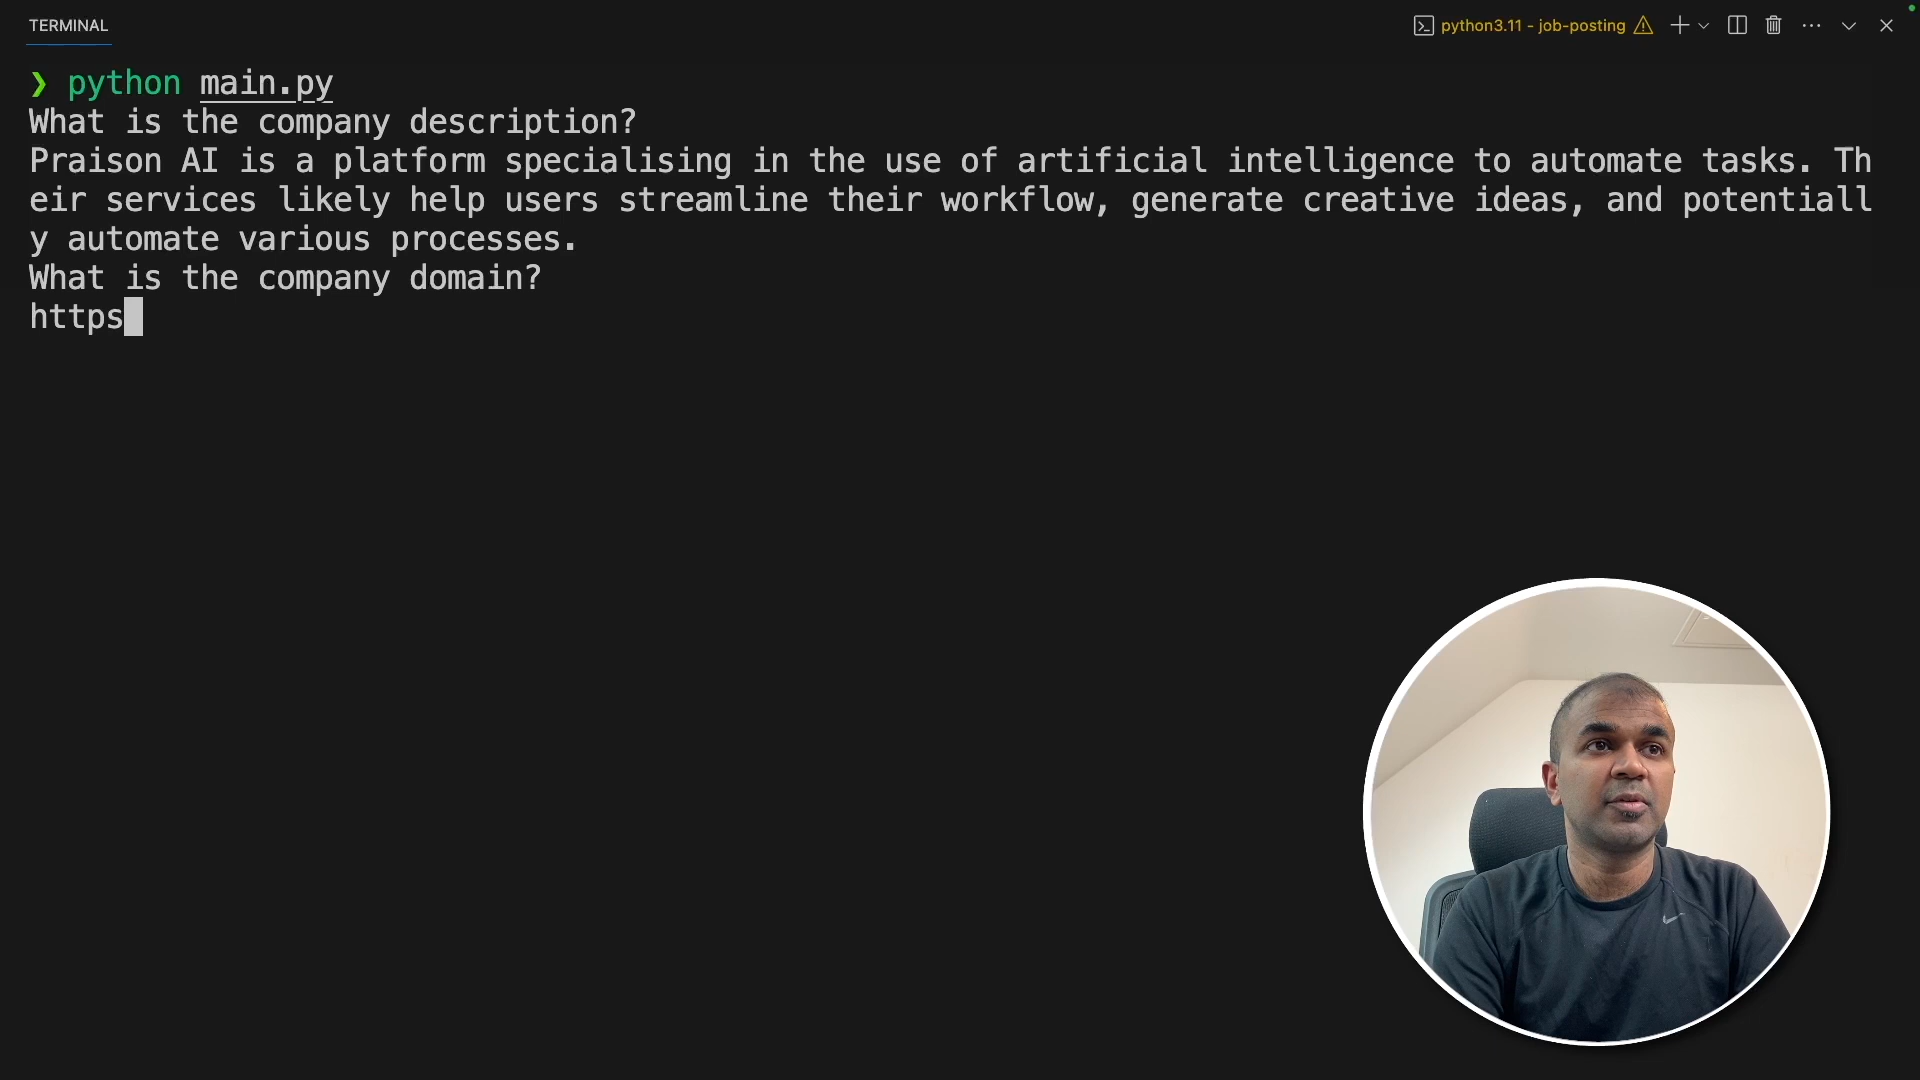 TERMINAL
python3.11 - job-posting
❯ python main.py
What is the company description?
Praison AI is a platform specialising in the use of artificial intelligence to automate tasks. Th
eir services likely help users streamline their workflow, generate creative ideas, and potentiall
y automate various processes.
What is the company domain?
https